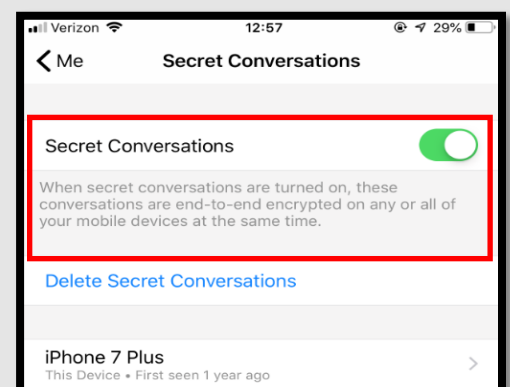 Verizon 12:57 29%
Me Secret Conversations
Secret Conversations
When secret conversations are turned on, these
conversations are end-to-end encrypted on any or all of
your mobile devices at the same time.
Delete Secret Conversations
iPhone 7 Plus
This Device • First seen 1 year ago